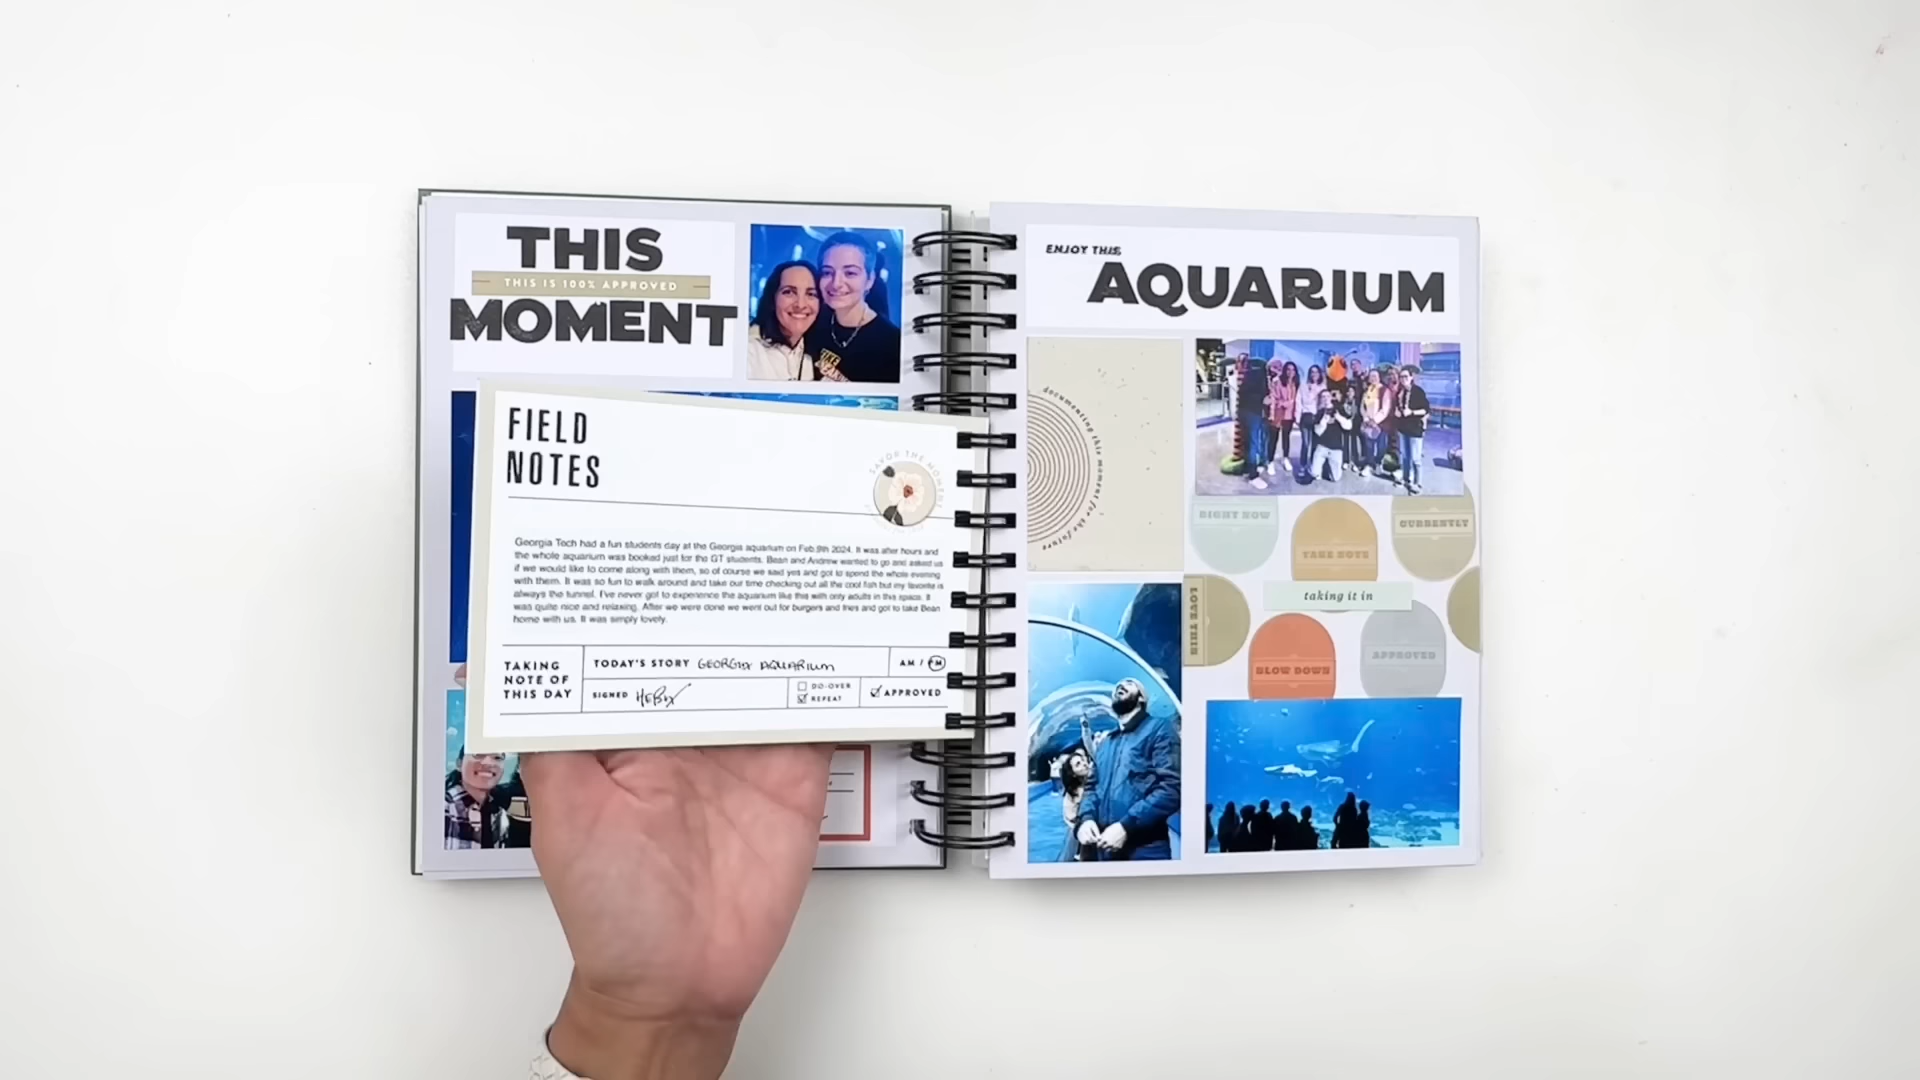 THIS
THIS IS 100% APPROVED
MOMENT
FIELD
NOTES
SAVOR THE MOMENT
Georgia Tech had a fun students day at the Georgia aquarium on Feb 9th 2024. It was after hours and
the whole aquarium was booked just for the GT students. Bean and Andrew wanted to go and asked us
if we would like to come along with them, so of course we said yes and got to spend the whole evening
with them. It was so fun to walk around and take our time checking out all the cool fish but my favorite is
always the tunnel. I've never got to experience the aquarium like this with only adults in this space. It
was quite nice and relaxing. After we were done we went out for burgers and fries and got to take Bean
home with us. It was simply lovely.
TAKING
NOTE OF
THIS DAY
TODAY'S STORY GEORGIA AQUARIUM
AM / PM
SIGNED
DO-OVER
REPEAT
APPROVED
ENJOY THIS
AQUARIUM
documenting this moment for the future
RIGHT NOW
TAKE NOTE
CURRENTLY
LOVE THIS
taking it in
SLOW DOWN
APPROVED